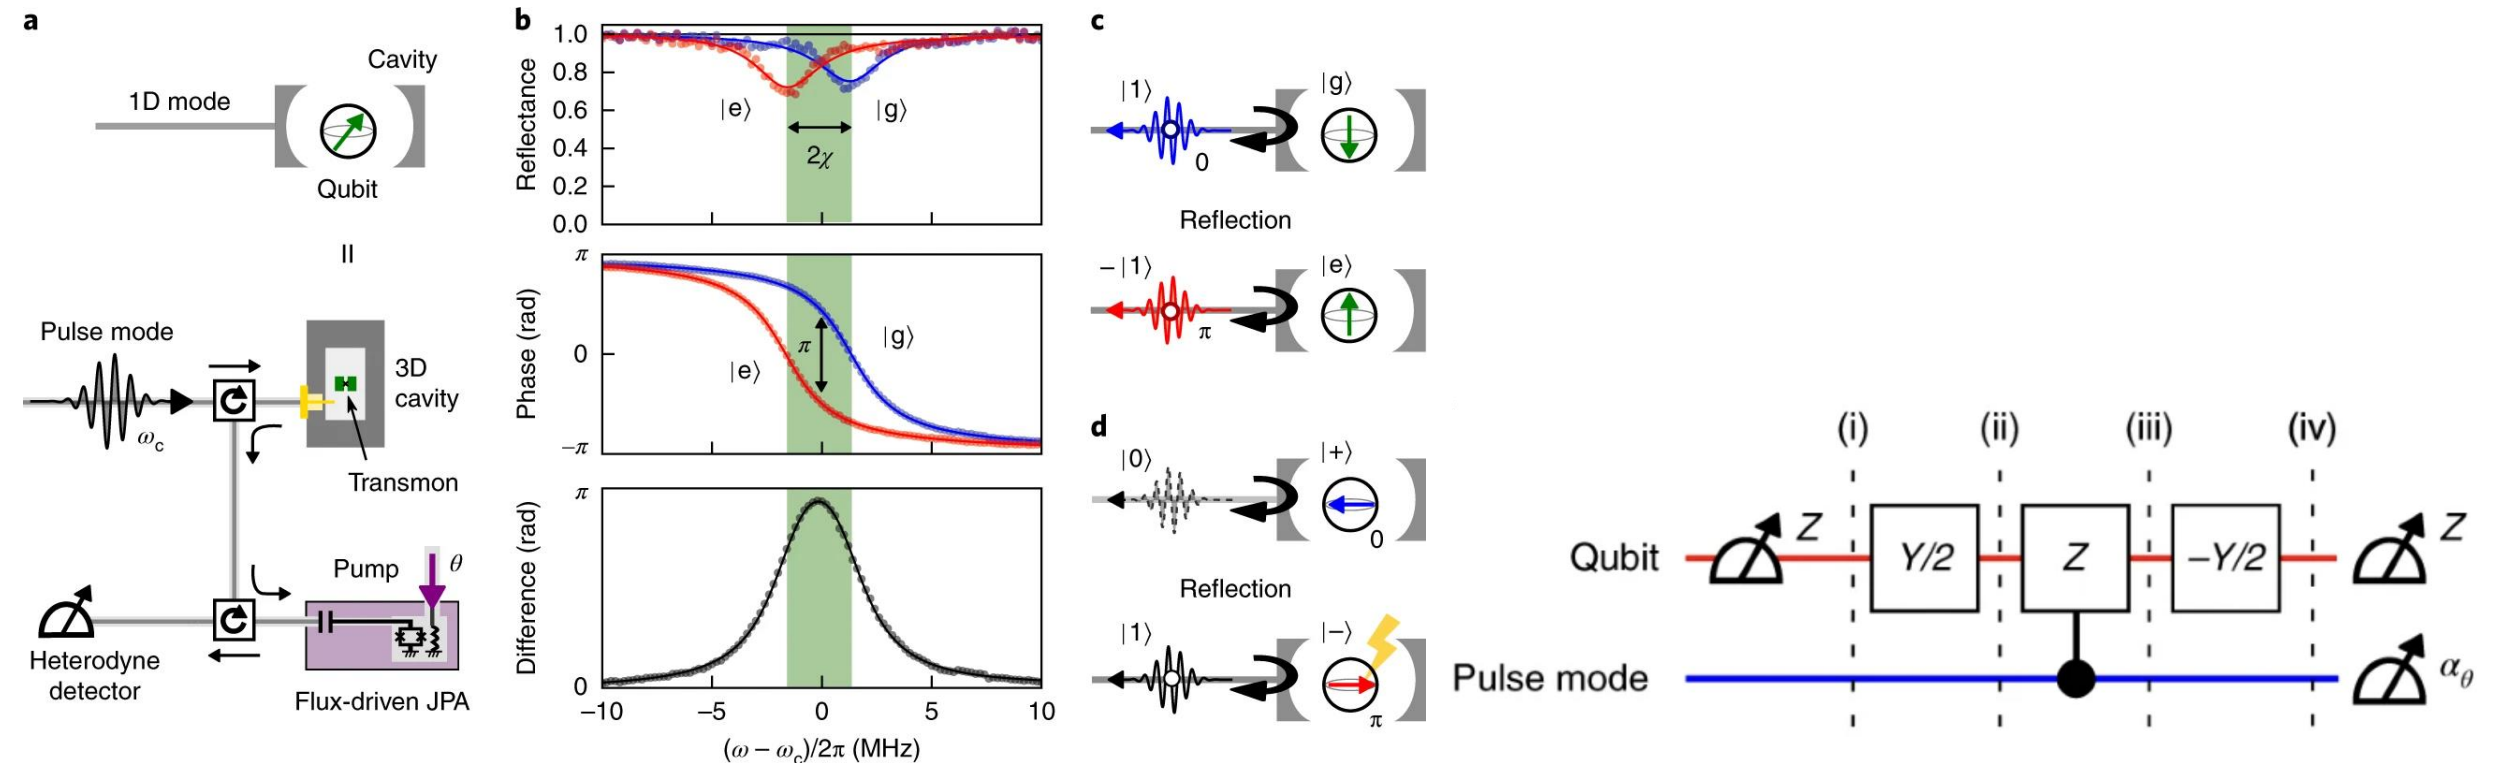 a
Cavity
1D mode
Qubit
=
Pulse mode
ω_c
3D
cavity
Transmon
Pump
θ
Heterodyne
detector
Flux-driven JPA
b
Reflectance
1.0
0.8
0.6
0.4
0.2
0.0
|e⟩
|g⟩
2χ
Phase (rad)
π
0
−π
π
|g⟩
|e⟩
Difference (rad)
π
0
−10
−5
0
5
10
(ω − ω_c)/2π (MHz)
c
|1⟩
|g⟩
0
Reflection
−|1⟩
|e⟩
π
d
|0⟩
|+⟩
0
Reflection
|1⟩
|−⟩
π
(i)
(ii)
(iii)
(iv)
Qubit
Z
Y/2
Z
−Y/2
Z
Pulse mode
α_θ